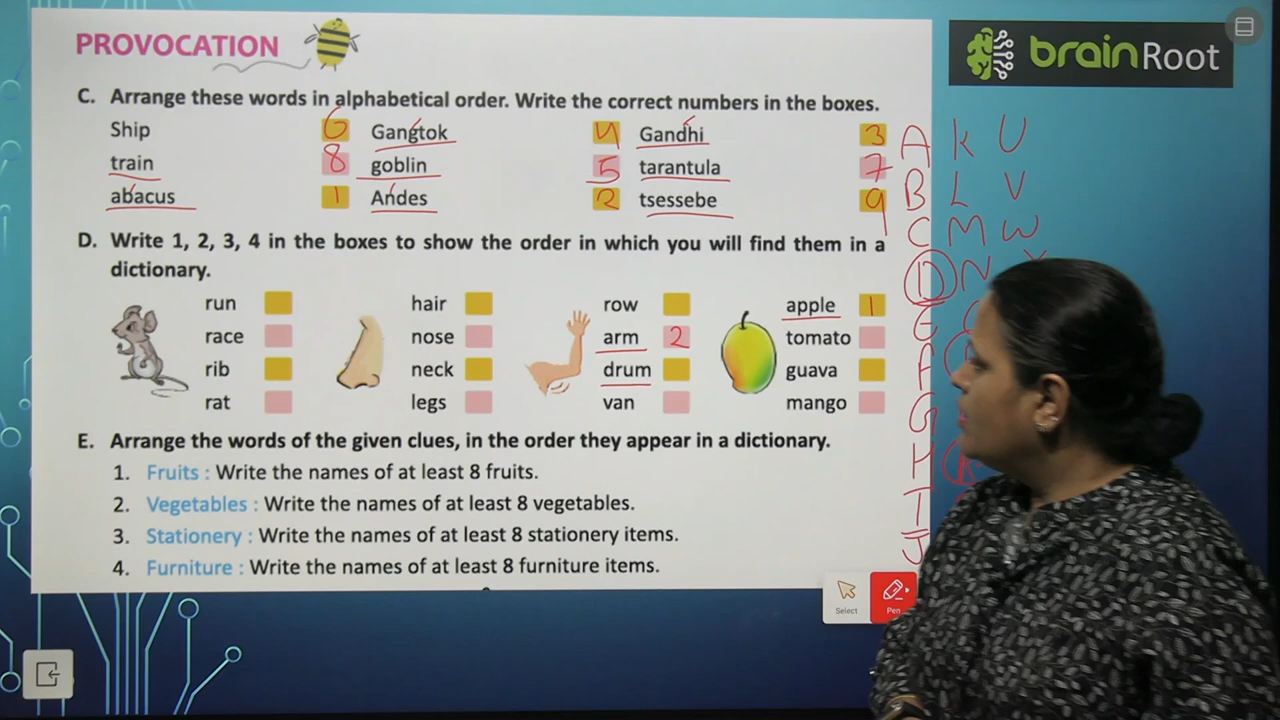 PROVOCATION
brainRoot
C. Arrange these words in alphabetical order. Write the correct numbers in the boxes.
Ship 6 Gangtok 4 Gandhi 3
train 8 goblin 5 tarantula 7
abacus 1 Andes 2 tsessebe 9
D. Write 1, 2, 3, 4 in the boxes to show the order in which you will find them in a
dictionary.
run hair row apple 1
race nose arm 2 tomato
rib neck drum guava
rat legs van mango
E. Arrange the words of the given clues, in the order they appear in a dictionary.
1. Fruits : Write the names of at least 8 fruits.
2. Vegetables : Write the names of at least 8 vegetables.
3. Stationery : Write the names of at least 8 stationery items.
4. Furniture : Write the names of at least 8 furniture items.
A K U
B L V
C M W
D N
E
F
G
H
I
J
Select Pen